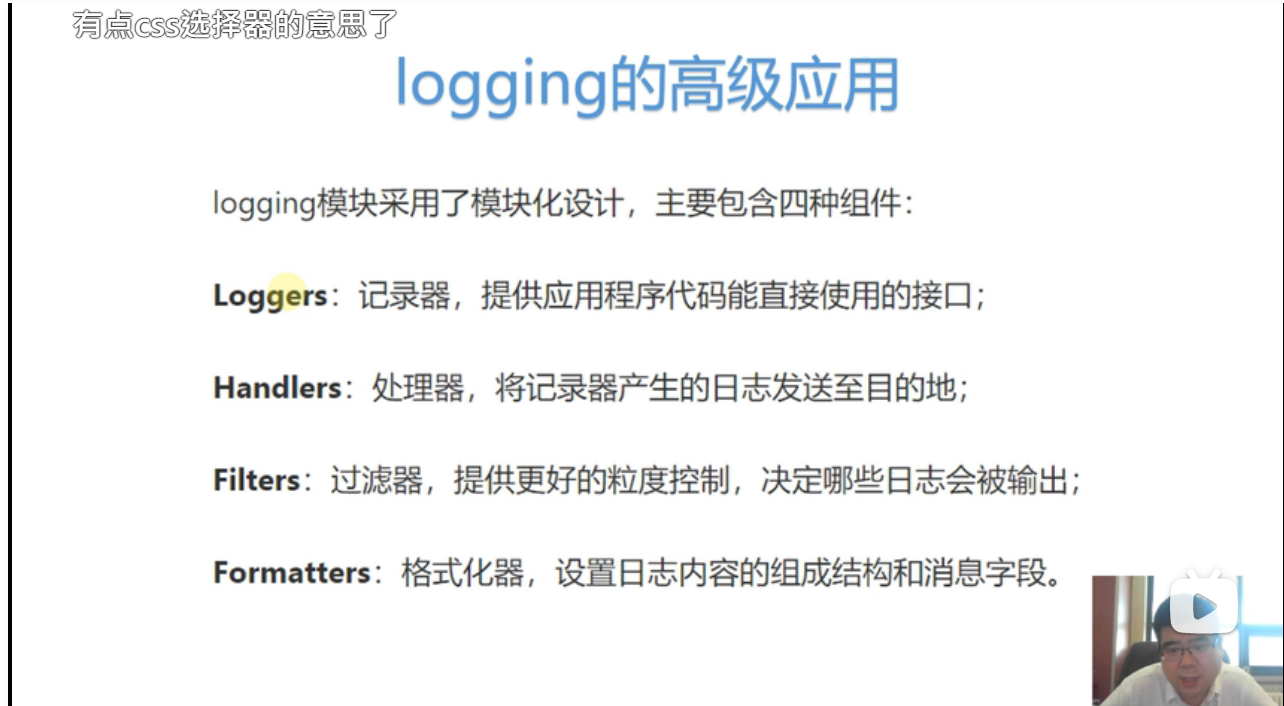 有点css选择器的意思了
logging的高级应用
logging模块采用了模块化设计，主要包含四种组件：
Loggers：记录器，提供应用程序代码能直接使用的接口；
Handlers：处理器，将记录器产生的日志发送至目的地；
Filters：过滤器，提供更好的粒度控制，决定哪些日志会被输出；
Formatters：格式化器，设置日志内容的组成结构和消息字段。